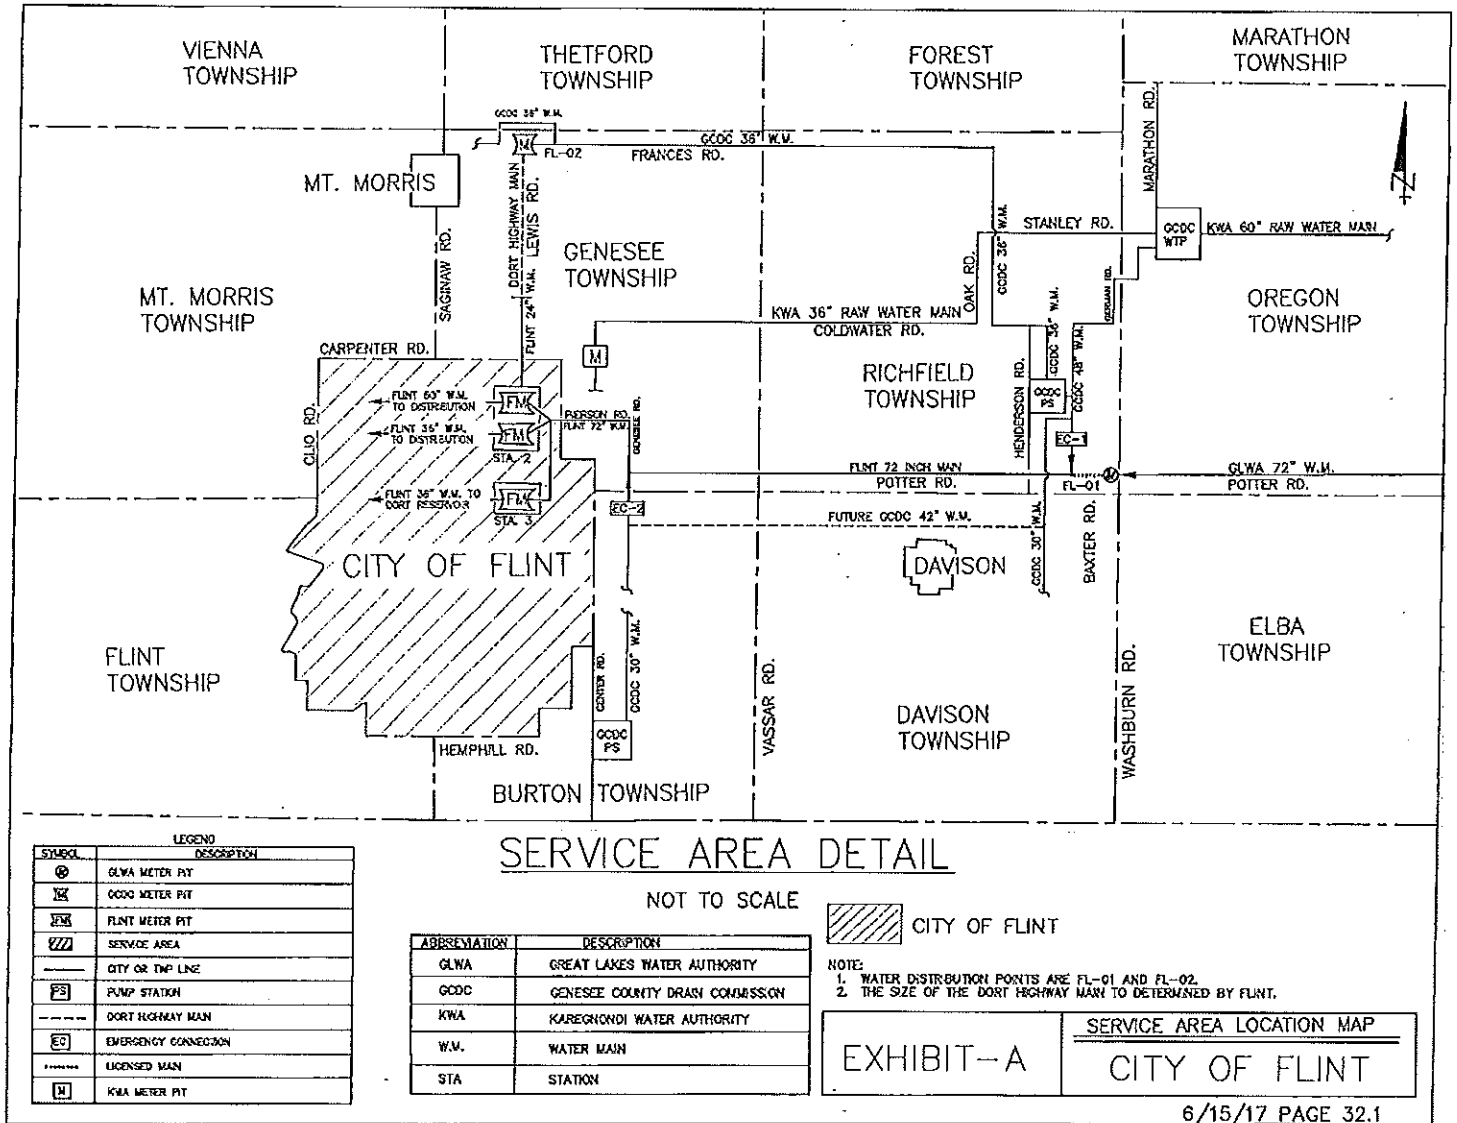 VIENNA
TOWNSHIP
THETFORD
TOWNSHIP
FOREST
TOWNSHIP
MARATHON
TOWNSHIP
GCDC 36" W.M.
M
FL-02
GCDC 36" W.M.
FRANCES RD.
MARATHON RD.
N
MT. MORRIS
DORT HIGHWAY MAIN
LEWIS RD.
FLINT 24" W.M.
SAGINAW RD.
GENESEE
TOWNSHIP
GCDC 36" W.M.
STANLEY RD.
GCDC
WTP
KWA 60" RAW WATER MAIN
OAK RD.
GERMAN RD.
MT. MORRIS
TOWNSHIP
OREGON
TOWNSHIP
KWA 36" RAW WATER MAIN
COLDWATER RD.
GCDC 36" W.M.
GCDC 48" W.M.
CARPENTER RD.
M
RICHFIELD
TOWNSHIP
HENDERSON RD.
GCDC
PS
CLIO RD.
FLINT 60" W.M.
TO DISTRIBUTION
FM
FLINT 36" W.M.
TO DISTRIBUTION
FM
STA. 2
PIERSON RD.
FLINT 72" W.M.
GENESEE RD.
EC-1
FLINT 72 INCH MAIN
POTTER RD.
FL-01
M
GLWA 72" W.M.
POTTER RD.
FLINT 36" W.M. TO
DORT RESERVOIR
FM
STA. 3
EC-2
FUTURE GCDC 42" W.M.
GCDC 30" W.M.
BAXTER RD.
CITY OF FLINT
DAVISON
FLINT
TOWNSHIP
ELBA
TOWNSHIP
CENTER RD.
GCDC 30" W.M.
VASSAR RD.
WASHBURN RD.
DAVISON
TOWNSHIP
GCDC
PS
HEMPHILL RD.
BURTON TOWNSHIP
SERVICE AREA DETAIL
NOT TO SCALE
LEGEND
SYMBOL DESCRIPTION
GLWA METER PIT
M GCDC METER PIT
FM FLINT METER PIT
SERVICE AREA
CITY OR TWP LINE
PS PUMP STATION
DORT HIGHWAY MAIN
EC EMERGENCY CONNECTION
LICENSED MAIN
M KWA METER PIT
ABBREVIATION DESCRIPTION
GLWA GREAT LAKES WATER AUTHORITY
GCDC GENESEE COUNTY DRAIN COMMISSION
KWA KAREGNONDI WATER AUTHORITY
W.M. WATER MAIN
STA STATION
CITY OF FLINT
NOTE:
1. WATER DISTRIBUTION POINTS ARE FL-01 AND FL-02.
2. THE SIZE OF THE DORT HIGHWAY MAIN TO DETERMINED BY FLINT.
EXHIBIT-A
SERVICE AREA LOCATION MAP
CITY OF FLINT
6/15/17 PAGE 32.1